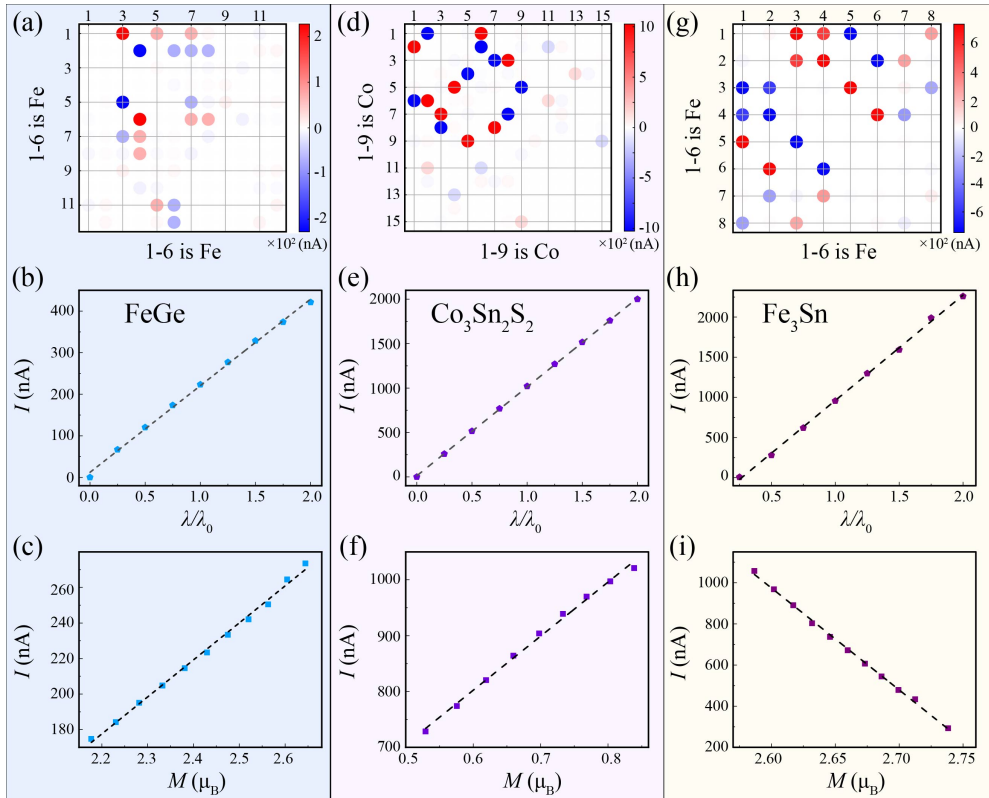 (a)
1 3 5 7 9 11
1
3
5
7
9
11
1-6 is Fe
1-6 is Fe
2
1
0
-1
-2
×10² (nA)
(d)
1 3 5 7 9 11 13 15
1
3
5
7
9
11
13
15
1-9 is Co
1-9 is Co
10
5
0
-5
-10
×10² (nA)
(g)
1 2 3 4 5 6 7 8
1
2
3
4
5
6
7
8
1-6 is Fe
1-6 is Fe
6
4
2
0
-2
-4
-6
×10² (nA)
(b)
FeGe
400
300
200
100
0
I (nA)
0.0 0.5 1.0 1.5 2.0
λ/λ₀
(e)
Co₃Sn₂S₂
2000
1500
1000
500
0
I (nA)
0.0 0.5 1.0 1.5 2.0
λ/λ₀
(h)
Fe₃Sn
2000
1500
1000
500
0
I (nA)
0.5 1.0 1.5 2.0
λ/λ₀
(c)
260
240
220
200
180
I (nA)
2.2 2.3 2.4 2.5 2.6
M (μ_B)
(f)
1000
900
800
700
I (nA)
0.5 0.6 0.7 0.8
M (μ_B)
(i)
1000
800
600
400
200
I (nA)
2.60 2.65 2.70 2.75
M (μ_B)